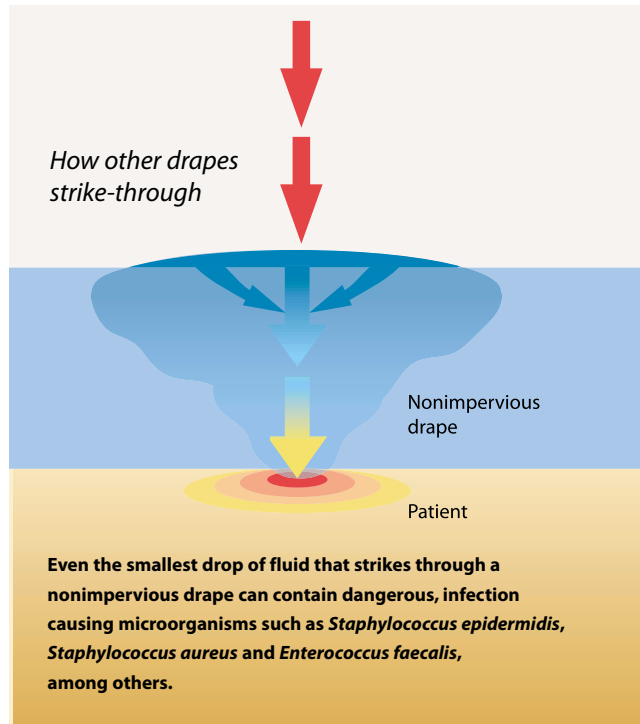 How other drapes
strike-through
Nonimpervious
drape
Patient
Even the smallest drop of fluid that strikes through a
nonimpervious drape can contain dangerous, infection
causing microorganisms such as Staphylococcus epidermidis,
Staphylococcus aureus and Enterococcus faecalis,
among others.